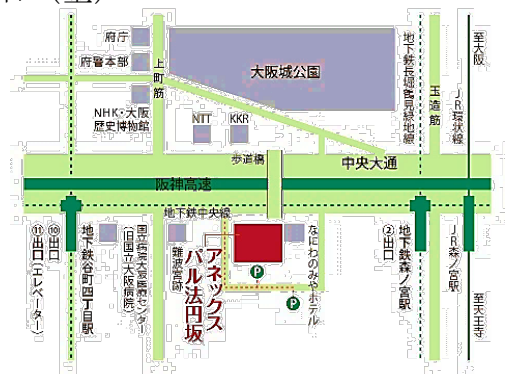 府庁
府警本部
上町筋
大阪城公園
地下鉄長堀鶴見緑地線
玉造筋
JR環状線
至大阪
NHK・大阪
歴史博物館
NTT
KKR
歩道橋
中央大通
阪神高速
地下鉄中央線
⑪出口(エレベーター)
⑩出口
地下鉄谷町四丁目駅
国立病院大阪医療センター
(旧国立大阪病院)
難波宮跡
アネックス
パル法円坂
P
P
なにわのみやホテル
②出口
地下鉄森ノ宮駅
JR森ノ宮駅
至天王寺